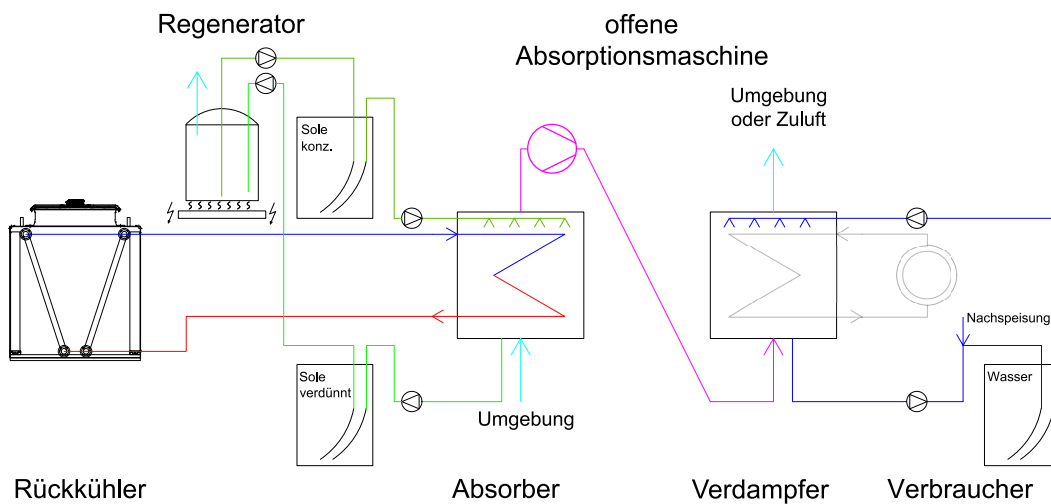 Regenerator
offene
Absorptionsmaschine
Umgebung
oder Zuluft
Sole
konz.
Nachspeisung
Sole
verdünnt
Wasser
Umgebung
Rückkühler
Absorber
Verdampfer
Verbraucher